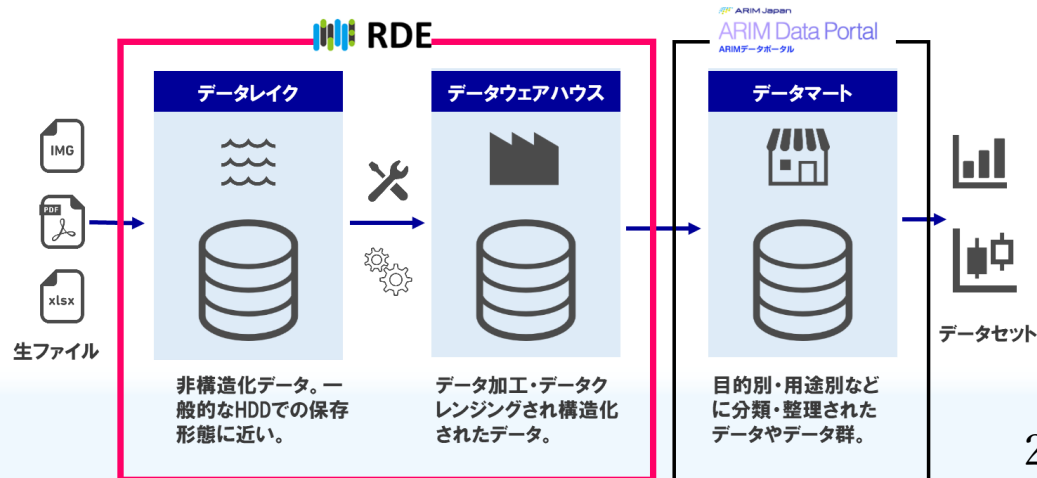 RDE
ARIM Japan
ARIM Data Portal
ARIMデータポータル
データレイク
データウェアハウス
データマート
IMG
PDF
xlsx
生ファイル
データセット
非構造化データ。一
般的なHDDでの保存
形態に近い。
データ加工・データク
レンジングされ構造化
されたデータ。
目的別・用途別など
に分類・整理された
データやデータ群。
2